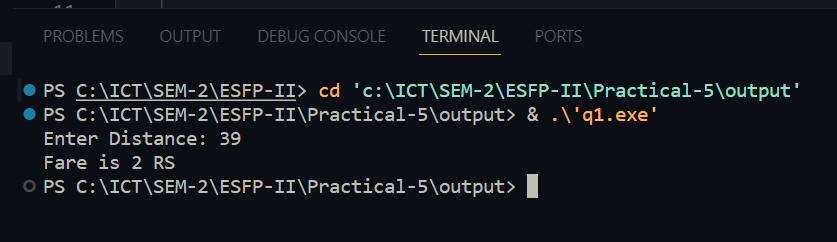 11
PROBLEMS OUTPUT DEBUG CONSOLE TERMINAL PORTS
PS C:\ICT\SEM-2\ESFP-II> cd 'c:\ICT\SEM-2\ESFP-II\Practical-5\output'
PS C:\ICT\SEM-2\ESFP-II\Practical-5\output> & .\'q1.exe'
Enter Distance: 39
Fare is 2 RS
PS C:\ICT\SEM-2\ESFP-II\Practical-5\output>